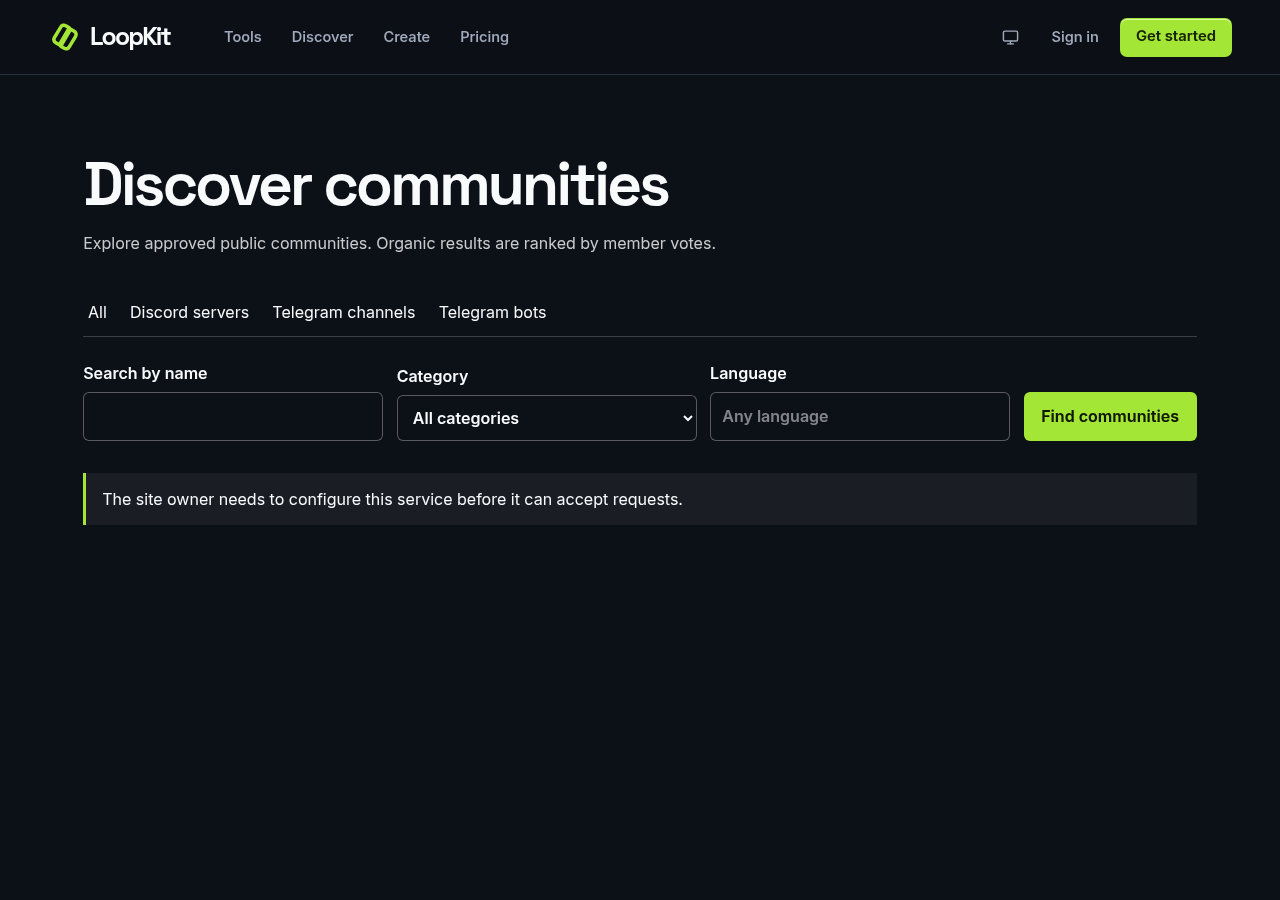 LoopKit
Tools
Discover
Create
Pricing
Sign in
Get started
Discover communities
Explore approved public communities. Organic results are ranked by member votes.
All
Discord servers
Telegram channels
Telegram bots
Search by name
Category
All categories
Language
Any language
Find communities
The site owner needs to configure this service before it can accept requests.